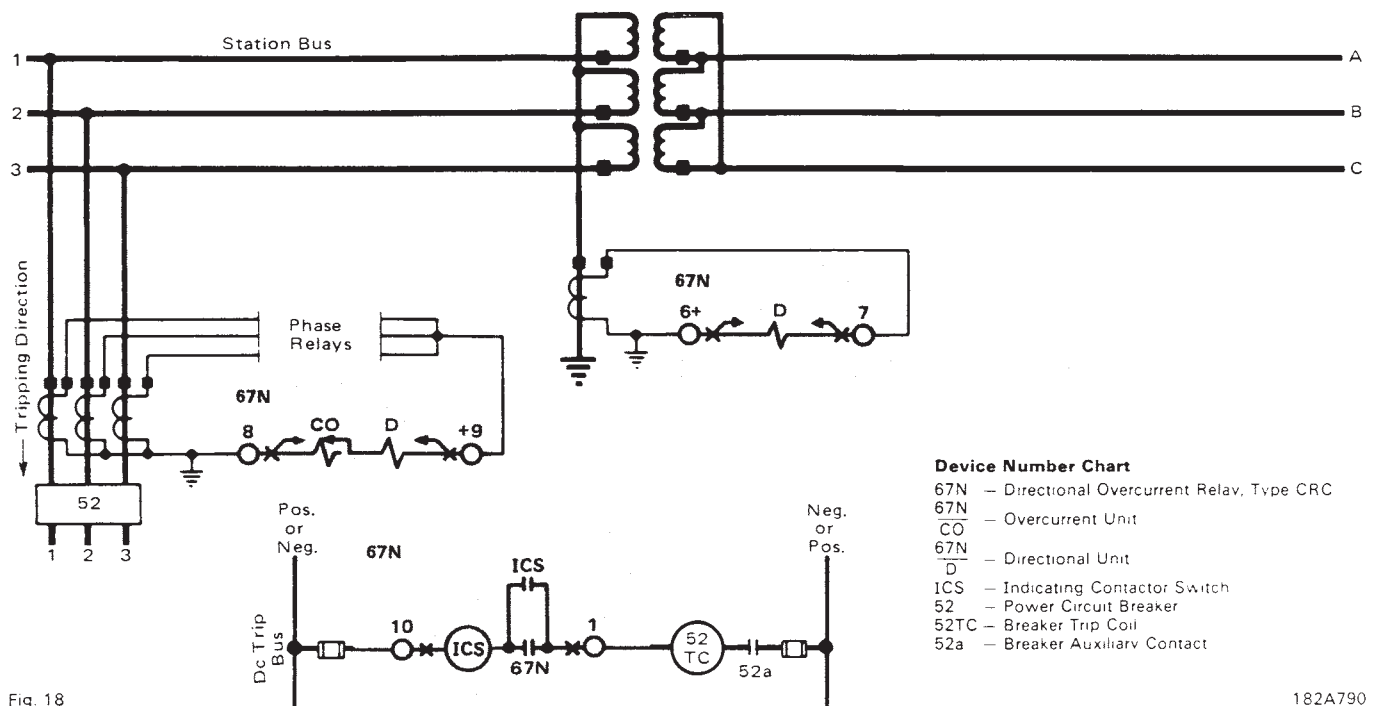 Station Bus
1
A
2
B
3
C
Tripping Direction
Phase
Relays
67N
6+
D
7
67N
8
CO
D
+9
52
1 2 3
Pos.
or
Neg.
67N
Neg.
or
Pos.
ICS
Dc Trip
Bus
10
ICS
67N
1
52
TC
52a
Device Number Chart
67N – Directional Overcurrent Relay, Type CRC
67N
CO – Overcurrent Unit
67N
D – Directional Unit
ICS – Indicating Contactor Switch
52 – Power Circuit Breaker
52TC – Breaker Trip Coil
52a – Breaker Auxiliary Contact
Fig. 18
182A790